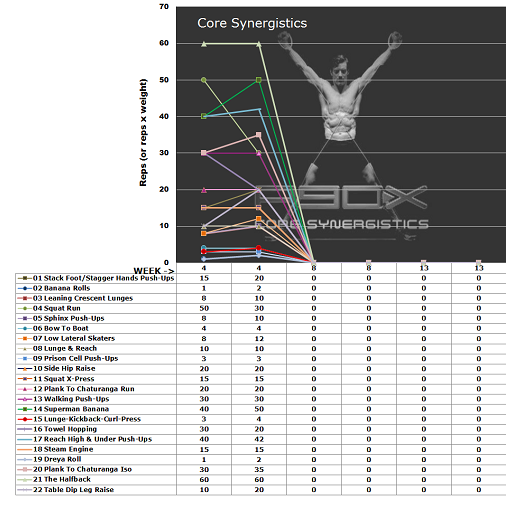 70
Core Synergistics
60
50
40
30
20
10
0
Reps (or reps x weight)
P90X
CORE SYNERGISTICS
WEEK -> 4 4 8 8 13 13
01 Stack Foot/Stagger Hands Push-Ups 15 20 0 0 0 0
02 Banana Rolls 1 2 0 0 0 0
03 Leaning Crescent Lunges 8 10 0 0 0 0
04 Squat Run 50 30 0 0 0 0
05 Sphinx Push-Ups 8 10 0 0 0 0
06 Bow To Boat 4 4 0 0 0 0
07 Low Lateral Skaters 8 12 0 0 0 0
08 Lunge & Reach 10 10 0 0 0 0
09 Prison Cell Push-Ups 3 3 0 0 0 0
10 Side Hip Raise 20 20 0 0 0 0
11 Squat X-Press 15 15 0 0 0 0
12 Plank To Chaturanga Run 20 20 0 0 0 0
13 Walking Push-Ups 30 30 0 0 0 0
14 Superman Banana 40 50 0 0 0 0
15 Lunge-Kickback-Curl-Press 3 4 0 0 0 0
16 Towel Hopping 30 20 0 0 0 0
17 Reach High & Under Push-Ups 40 42 0 0 0 0
18 Steam Engine 15 15 0 0 0 0
19 Dreya Roll 1 2 0 0 0 0
20 Plank To Chaturanga Iso 30 35 0 0 0 0
21 The Halfback 60 60 0 0 0 0
22 Table Dip Leg Raise 10 20 0 0 0 0